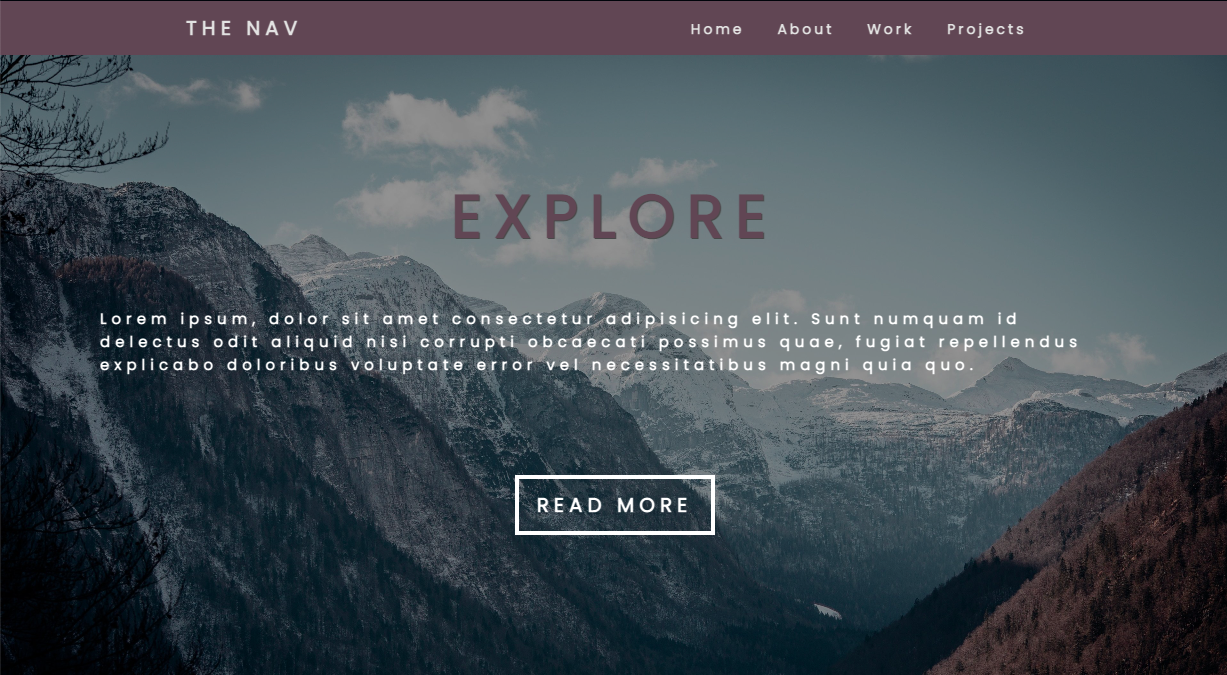 THE NAV
Home About Work Projects
EXPLORE
Lorem ipsum, dolor sit amet consectetur adipisicing elit. Sunt numquam id
delectus odit aliquid nisi corrupti obcaecati possimus quae, fugiat repellendus
explicabo doloribus voluptate error vel necessitatibus magni quia quo.
READ MORE